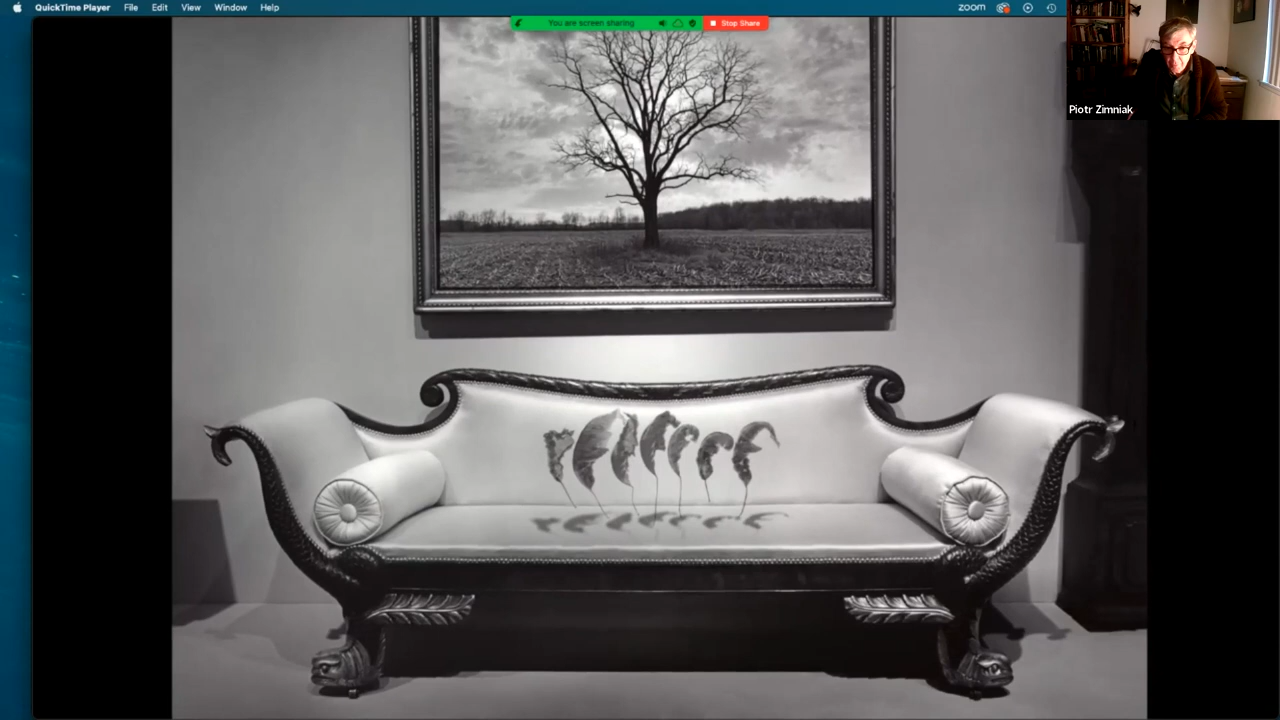 QuickTime Player File Edit View Window Help zoom
You are screen sharing Stop Share
Piotr Zimniak